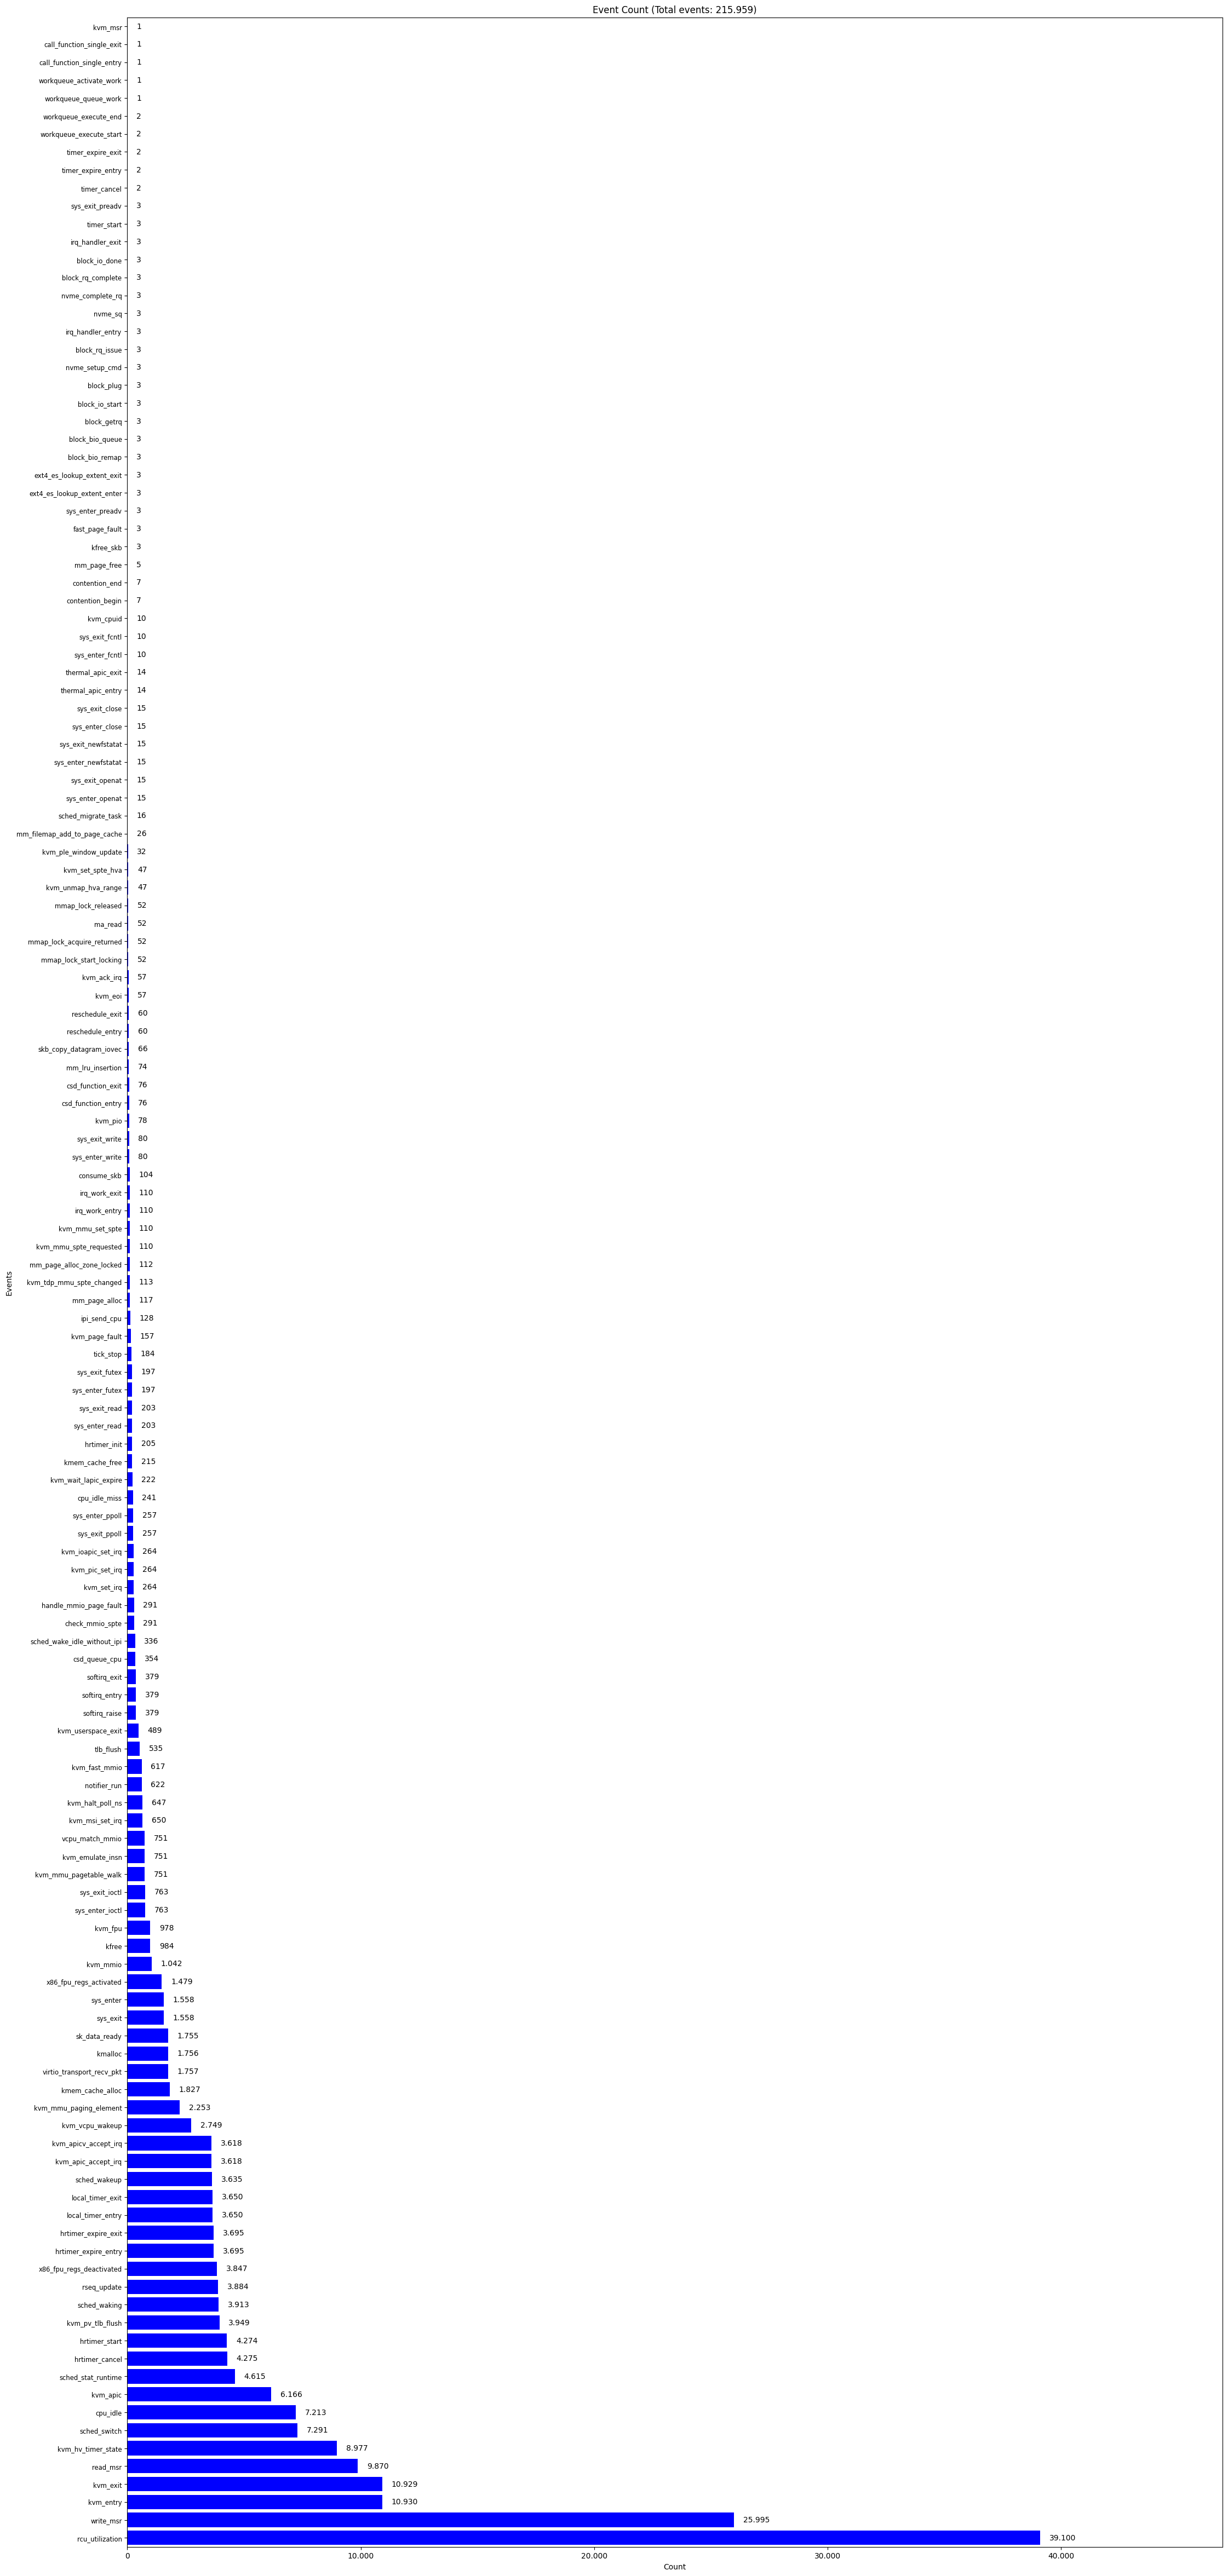 Event Count (Total events: 215.959)
kvm_msr 1
call_function_single_exit 1
call_function_single_entry 1
workqueue_activate_work 1
workqueue_queue_work 1
workqueue_execute_end 2
workqueue_execute_start 2
timer_expire_exit 2
timer_expire_entry 2
timer_cancel 2
sys_exit_preadv 3
timer_start 3
irq_handler_exit 3
block_io_done 3
block_rq_complete 3
nvme_complete_rq 3
nvme_sq 3
irq_handler_entry 3
block_rq_issue 3
nvme_setup_cmd 3
block_plug 3
block_io_start 3
block_getrq 3
block_bio_queue 3
block_bio_remap 3
ext4_es_lookup_extent_exit 3
ext4_es_lookup_extent_enter 3
sys_enter_preadv 3
fast_page_fault 3
kfree_skb 3
mm_page_free 5
contention_end 7
contention_begin 7
kvm_cpuid 10
sys_exit_fcntl 10
sys_enter_fcntl 10
thermal_apic_exit 14
thermal_apic_entry 14
sys_exit_close 15
sys_enter_close 15
sys_exit_newfstatat 15
sys_enter_newfstatat 15
sys_exit_openat 15
sys_enter_openat 15
sched_migrate_task 16
mm_filemap_add_to_page_cache 26
kvm_ple_window_update 32
kvm_set_spte_hva 47
kvm_unmap_hva_range 47
mmap_lock_released 52
ma_read 52
mmap_lock_acquire_returned 52
mmap_lock_start_locking 52
kvm_ack_irq 57
kvm_eoi 57
reschedule_exit 60
reschedule_entry 60
skb_copy_datagram_iovec 66
mm_lru_insertion 74
csd_function_exit 76
csd_function_entry 76
kvm_pio 78
sys_exit_write 80
sys_enter_write 80
consume_skb 104
irq_work_exit 110
irq_work_entry 110
kvm_mmu_set_spte 110
kvm_mmu_spte_requested 110
mm_page_alloc_zone_locked 112
kvm_tdp_mmu_spte_changed 113
mm_page_alloc 117
ipi_send_cpu 128
kvm_page_fault 157
tick_stop 184
sys_exit_futex 197
sys_enter_futex 197
sys_exit_read 203
sys_enter_read 203
hrtimer_init 205
kmem_cache_free 215
kvm_wait_lapic_expire 222
cpu_idle_miss 241
sys_enter_ppoll 257
sys_exit_ppoll 257
kvm_ioapic_set_irq 264
kvm_pic_set_irq 264
kvm_set_irq 264
handle_mmio_page_fault 291
check_mmio_spte 291
sched_wake_idle_without_ipi 336
csd_queue_cpu 354
softirq_exit 379
softirq_entry 379
softirq_raise 379
kvm_userspace_exit 489
tlb_flush 535
kvm_fast_mmio 617
notifier_run 622
kvm_halt_poll_ns 647
kvm_msi_set_irq 650
vcpu_match_mmio 751
kvm_emulate_insn 751
kvm_mmu_pagetable_walk 751
sys_exit_ioctl 763
sys_enter_ioctl 763
kvm_fpu 978
kfree 984
kvm_mmio 1.042
x86_fpu_regs_activated 1.479
sys_enter 1.558
sys_exit 1.558
sk_data_ready 1.755
kmalloc 1.756
virtio_transport_recv_pkt 1.757
kmem_cache_alloc 1.827
kvm_mmu_paging_element 2.253
kvm_vcpu_wakeup 2.749
kvm_apicv_accept_irq 3.618
kvm_apic_accept_irq 3.618
sched_wakeup 3.635
local_timer_exit 3.650
local_timer_entry 3.650
hrtimer_expire_exit 3.695
hrtimer_expire_entry 3.695
x86_fpu_regs_deactivated 3.847
rseq_update 3.884
sched_waking 3.913
kvm_pv_tlb_flush 3.949
hrtimer_start 4.274
hrtimer_cancel 4.275
sched_stat_runtime 4.615
kvm_apic 6.166
cpu_idle 7.213
sched_switch 7.291
kvm_hv_timer_state 8.977
read_msr 9.870
kvm_exit 10.929
kvm_entry 10.930
write_msr 25.995
rcu_utilization 39.100
0 10.000 20.000 30.000 40.000
Count
Events